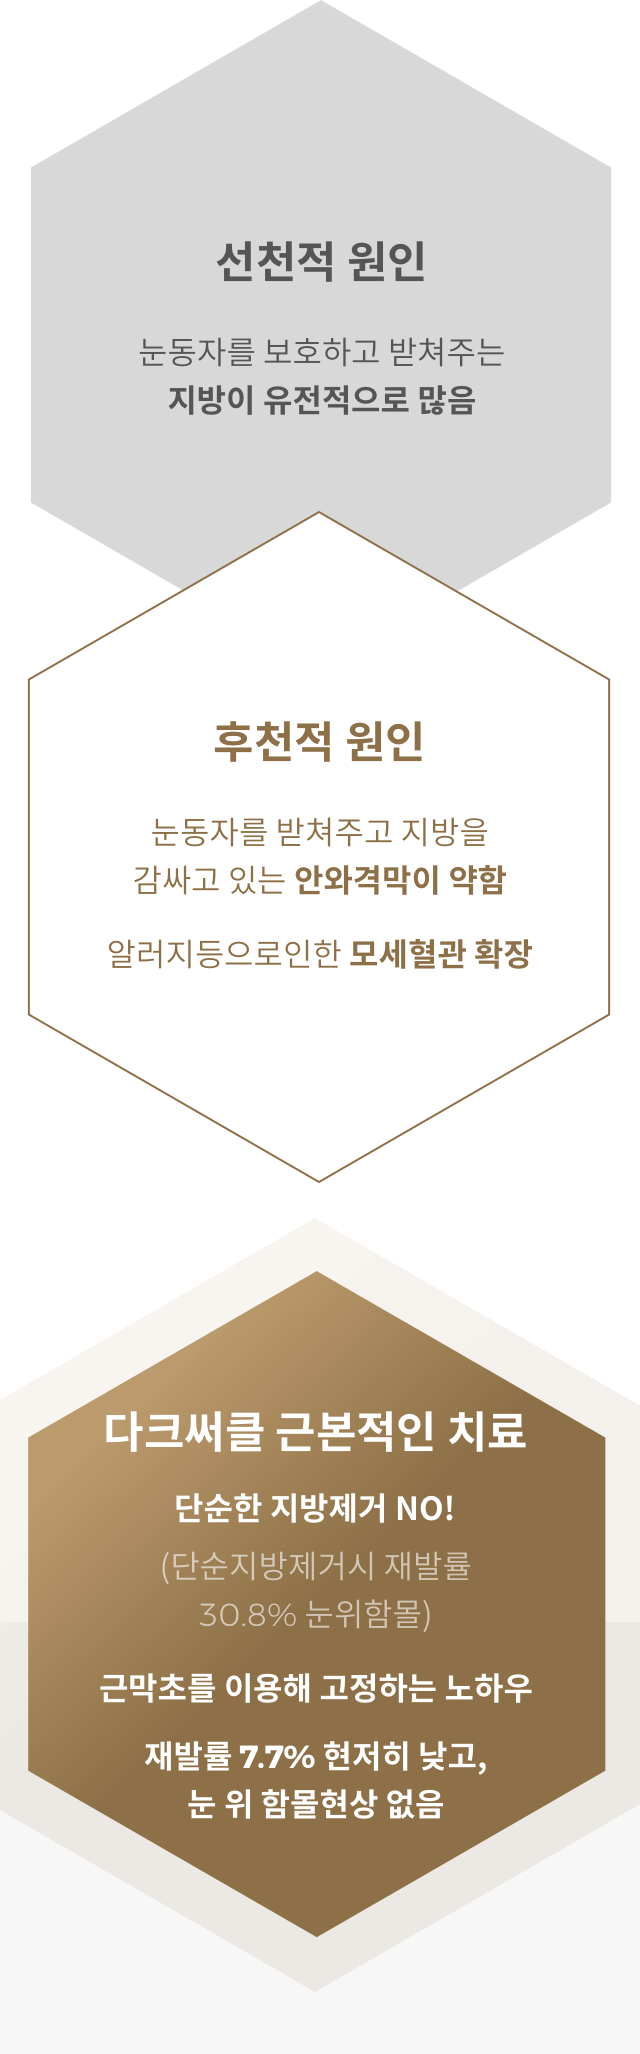 선천적 원인
눈동자를 보호하고 받쳐주는
지방이 유전적으로 많음
후천적 원인
눈동자를 받쳐주고 지방을
감싸고 있는 안와격막이 약함
알러지등으로인한 모세혈관 확장
다크써클 근본적인 치료
단순한 지방제거 NO!
(단순지방제거시 재발률
30.8% 눈위함몰)
근막초를 이용해 고정하는 노하우
재발률 7.7% 현저히 낮고,
눈 위 함몰현상 없음